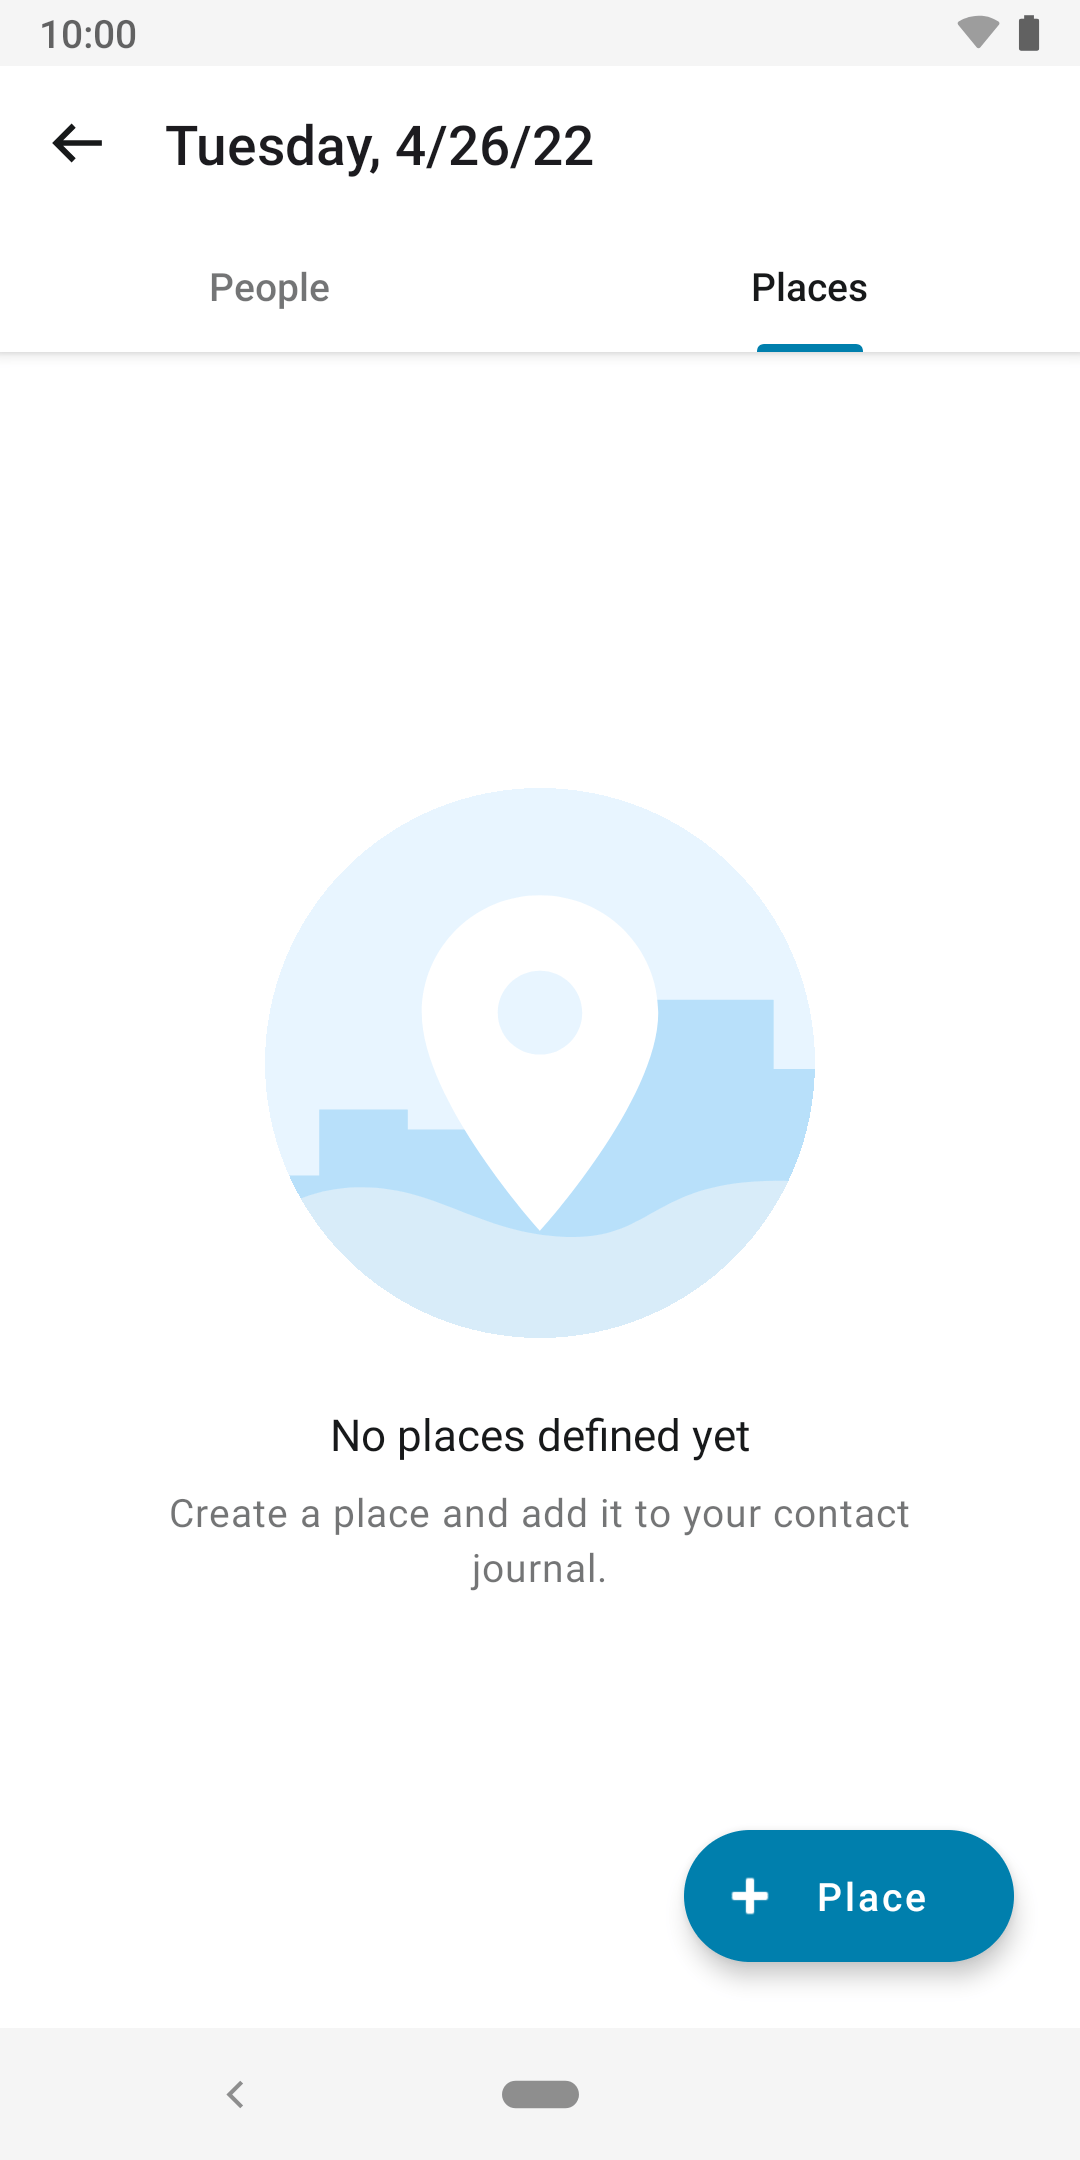 10:00
Tuesday, 4/26/22
People
Places
No places defined yet
Create a place and add it to your contact
journal.
Place